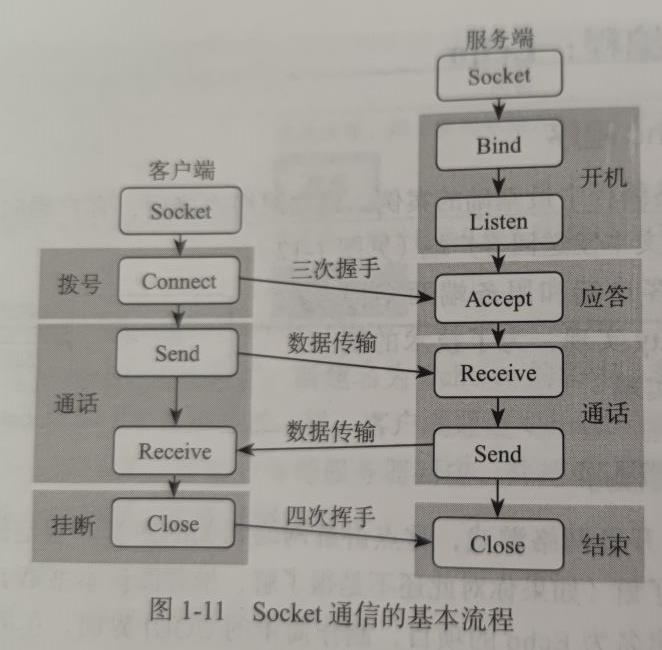 服务端
Socket
Bind
开机
Listen
客户端
Socket
拨号
Connect
三次握手
Accept
应答
Send
数据传输
Receive
通话
数据传输
通话
Receive
Send
挂断
Close
四次挥手
Close
结束
图 1-11 Socket 通信的基本流程